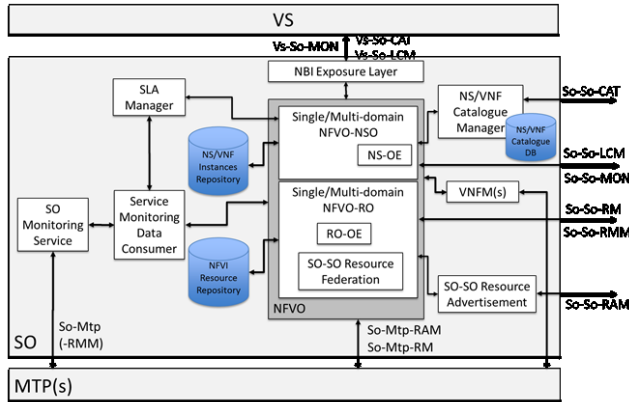 VS
Vs-So-MON
Vs-So-CAT
Vs-So-LCM
NBI Exposure Layer
SLA
Manager
Single/Multi-domain
NFVO-NSO
NS-OE
NS/VNF
Catalogue
Manager
NS/VNF
Catalogue
DB
So-So-CAT
NS/VNF
Instances
Repository
So-So-LCM
So-So-MON
VNFM(s)
Single/Multi-domain
NFVO-RO
RO-OE
SO-SO Resource
Federation
So-So-RM
So-So-RMM
SO
Monitoring
Service
Service
Monitoring
Data
Consumer
NFVI
Resource
Repository
SO-SO Resource
Advertisement
So-So-RAM
NFVO
So-Mtp
(-RMM)
So-Mtp-RAM
So-Mtp-RM
SO
MTP(s)